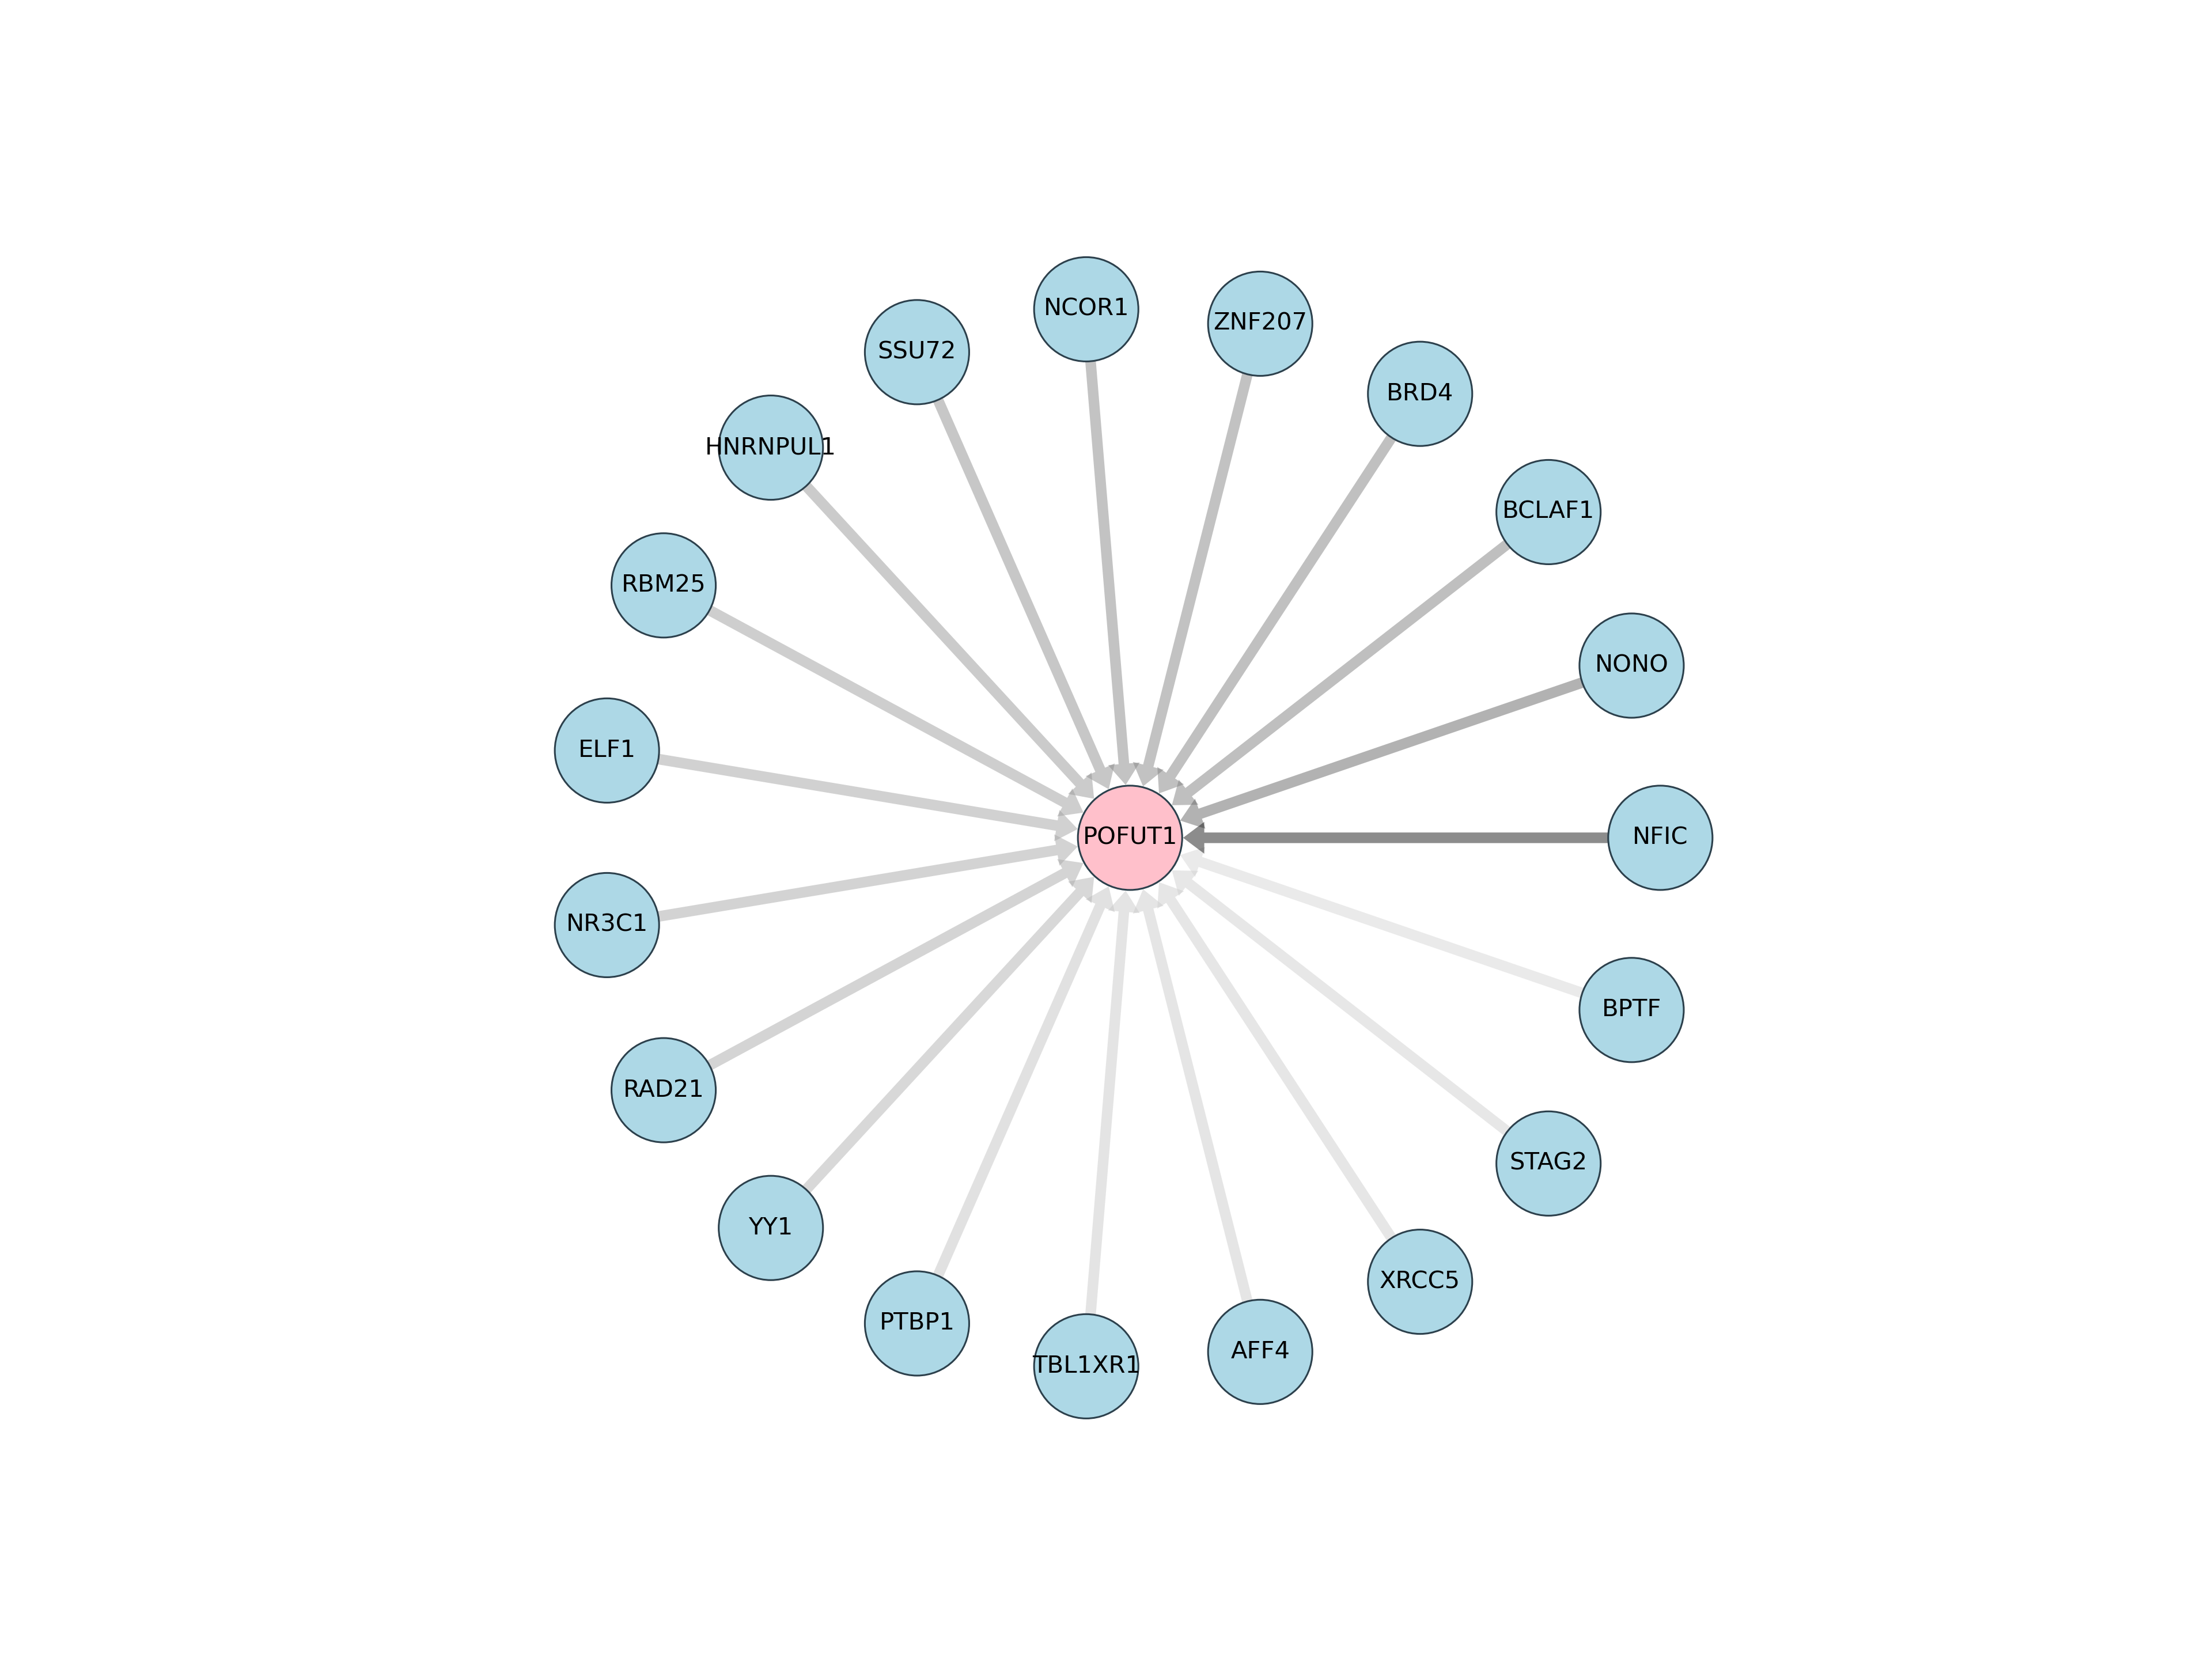 NCOR1
ZNF207
SSU72
BRD4
HNRNPUL1
BCLAF1
RBM25
NONO
ELF1
POFUT1
NFIC
NR3C1
BPTF
RAD21
STAG2
YY1
XRCC5
PTBP1
AFF4
TBL1XR1